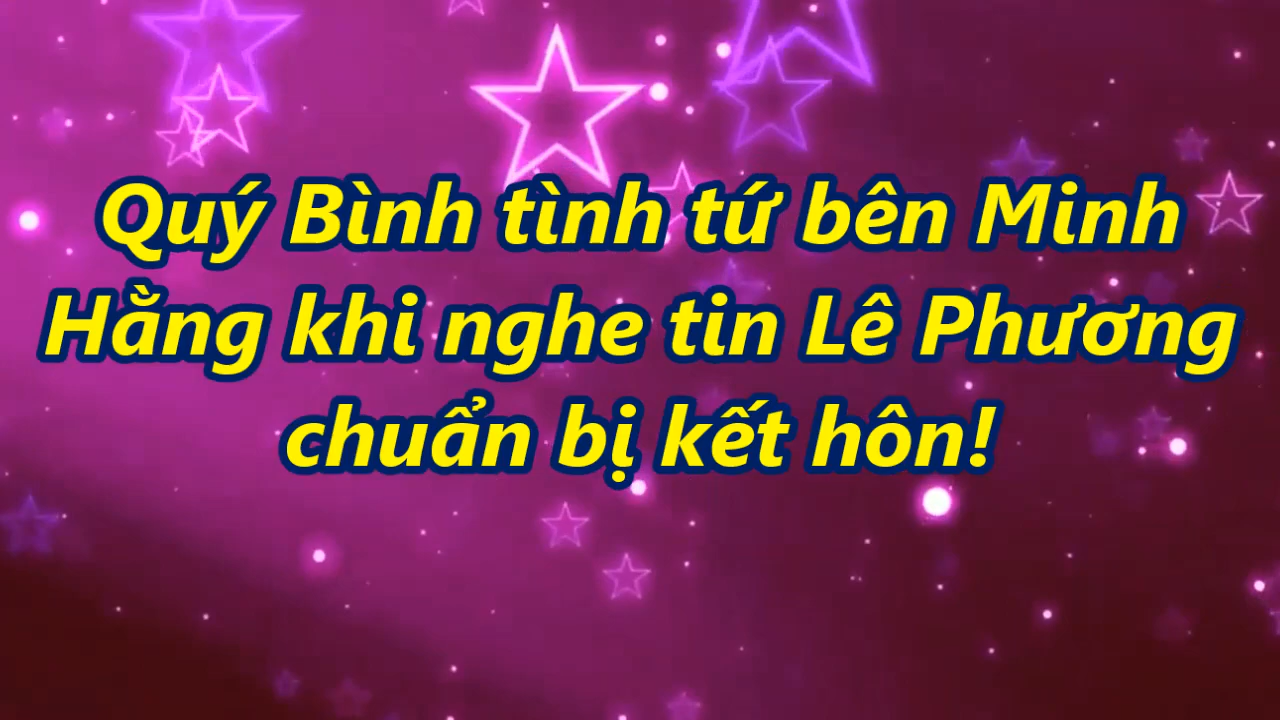 Quý Bình tình tứ bên Minh
Hằng khi nghe tin Lê Phương
chuẩn bị kết hôn!